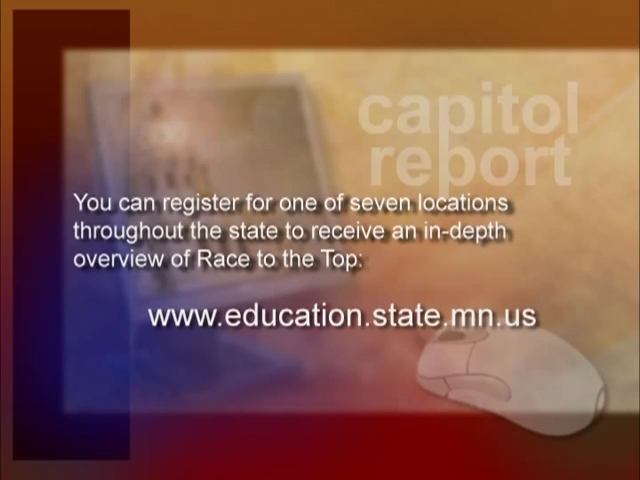 capitol
report
You can register for one of seven locations
throughout the state to receive an in-depth
overview of Race to the Top:
www.education.state.mn.us